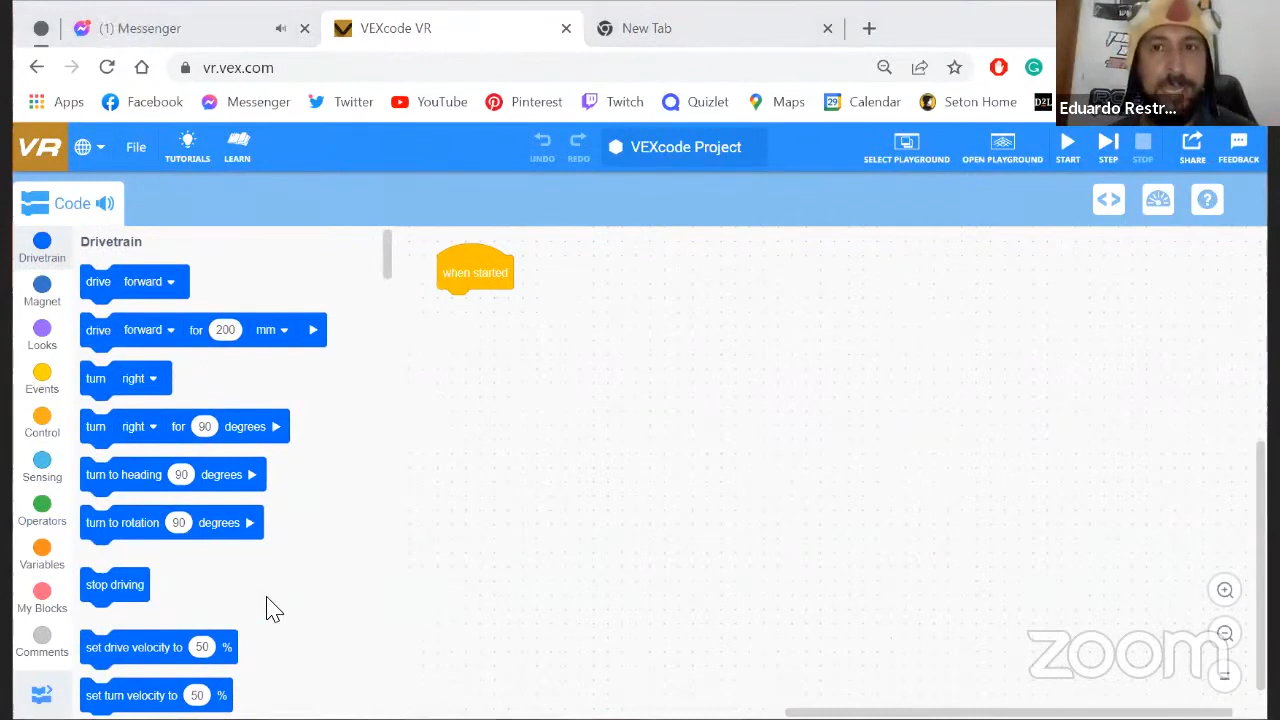 (1) Messenger
VEXcode VR
New Tab
vr.vex.com
Apps
Facebook
Messenger
Twitter
YouTube
Pinterest
Twitch
Quizlet
Maps
29
Calendar
Seton Home
D2L
Eduardo Restr...
VR
File
TUTORIALS
LEARN
UNDO
REDO
VEXcode Project
SELECT PLAYGROUND
OPEN PLAYGROUND
START
STEP
STOP
SHARE
FEEDBACK
Code
Drivetrain
Magnet
Looks
Events
Control
Sensing
Operators
Variables
My Blocks
Comments
Drivetrain
drive forward
drive forward for 200 mm
turn right
turn right for 90 degrees
turn to heading 90 degrees
turn to rotation 90 degrees
stop driving
set drive velocity to 50 %
set turn velocity to 50 %
when started
zoom